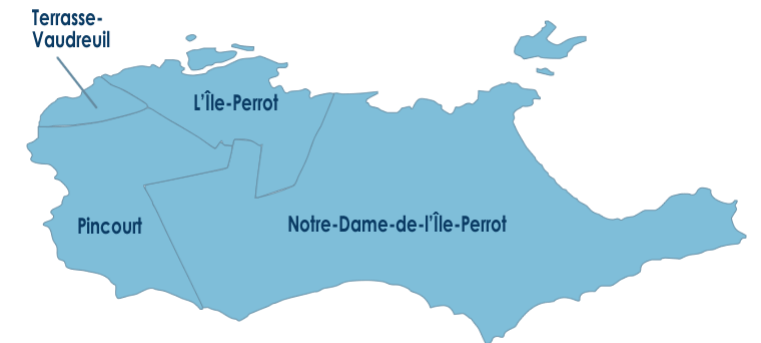 Terrasse-
Vaudreuil
L'Île-Perrot
Pincourt
Notre-Dame-de-l'Île-Perrot